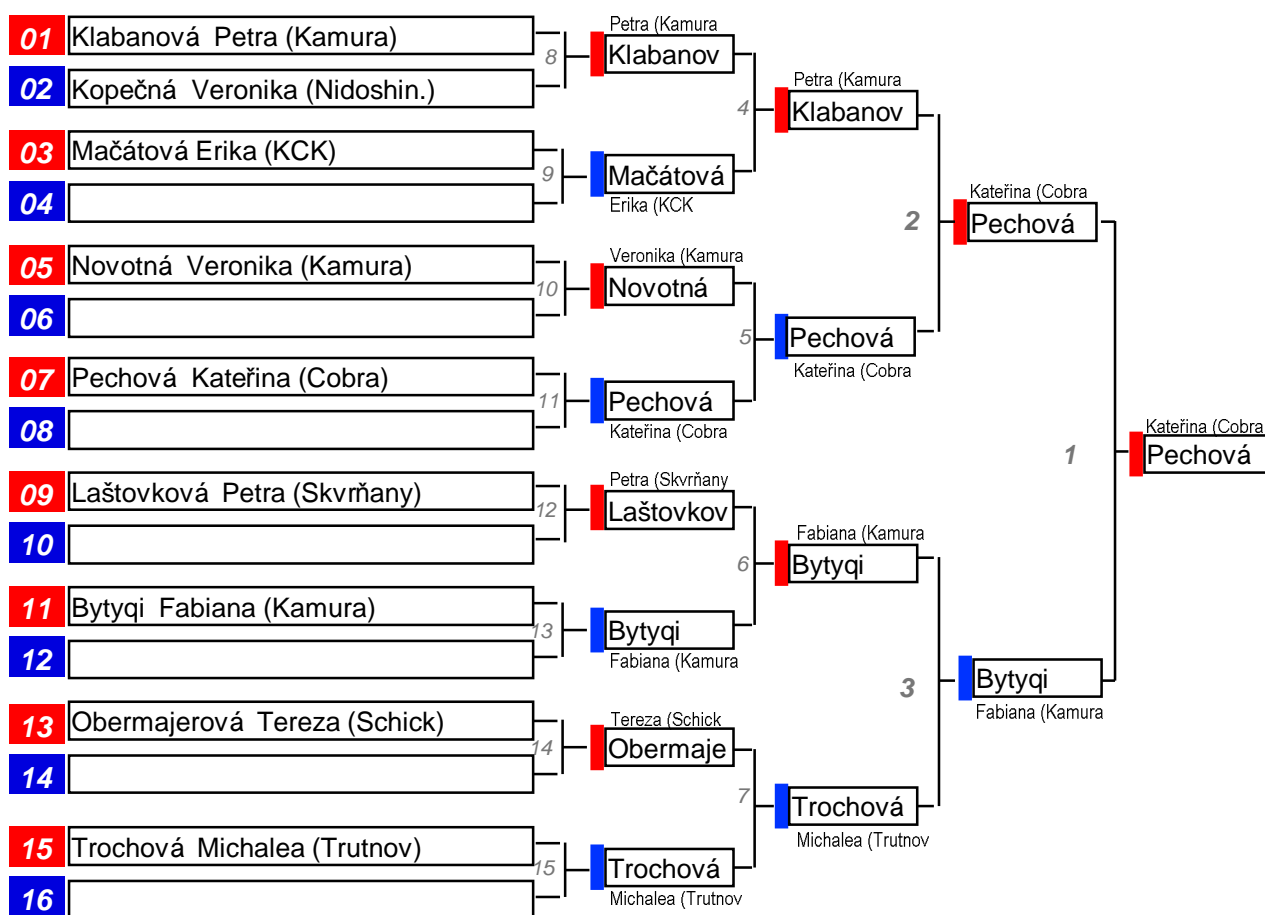 01 Klabanová Petra (Kamura)
02 Kopečná Veronika (Nidoshin.)
03 Mačátová Erika (KCK)
04
05 Novotná Veronika (Kamura)
06
07 Pechová Kateřina (Cobra)
08
09 Laštovková Petra (Skvrňany)
10
11 Bytyqi Fabiana (Kamura)
12
13 Obermajerová Tereza (Schick)
14
15 Trochová Michalea (Trutnov)
16
8
9
10
11
12
13
14
15
Petra (Kamura
Klabanov
Mačátová
Erika (KCK
Veronika (Kamura
Novotná
Pechová
Kateřina (Cobra
Petra (Skvrňany
Laštovkov
Bytyqi
Fabiana (Kamura
Tereza (Schick
Obermaje
Trochová
Michalea (Trutnov
4
5
6
7
Petra (Kamura
Klabanov
Pechová
Kateřina (Cobra
Fabiana (Kamura
Bytyqi
Trochová
Michalea (Trutnov
2
3
Kateřina (Cobra
Pechová
Bytyqi
Fabiana (Kamura
1
Kateřina (Cobra
Pechová